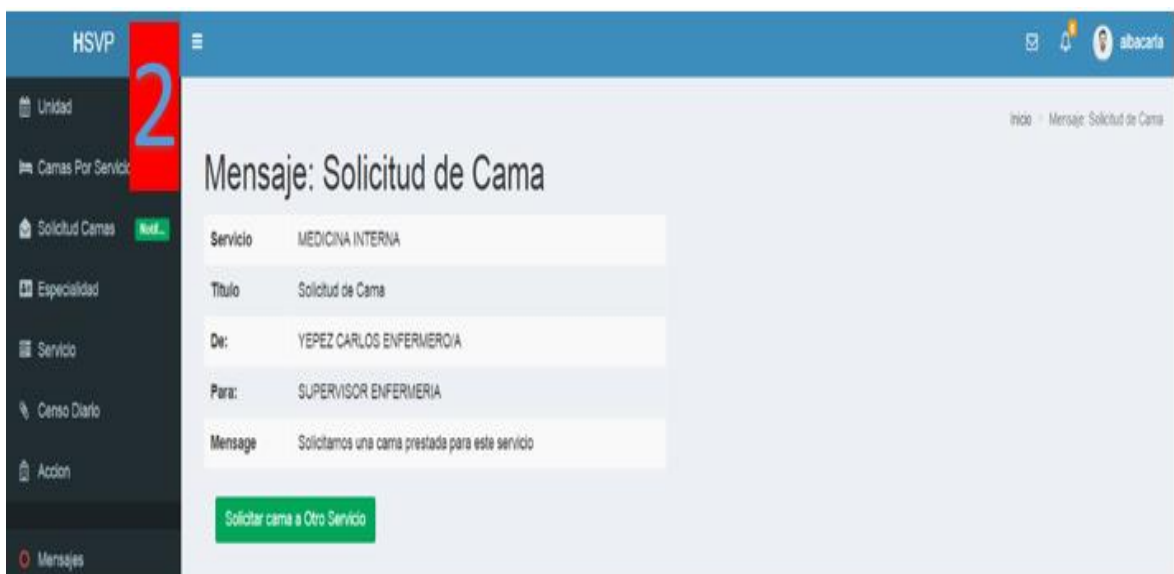 HSVP
2
albacarla
Unidad
Inicio Mensaje: Solicitud de Cama
Camas Por Servicio
Mensaje: Solicitud de Cama
Solicitud Camas Notif...
Servicio MEDICINA INTERNA
Especialidad
Titulo Solicitud de Cama
Servicio
De: YEPEZ CARLOS ENFERMERO/A
Para: SUPERVISOR ENFERMERIA
Censo Diario
Mensage Solicitamos una cama prestada para este servicio
Accion
Solicitar cama a Otro Servicio
Mensajes